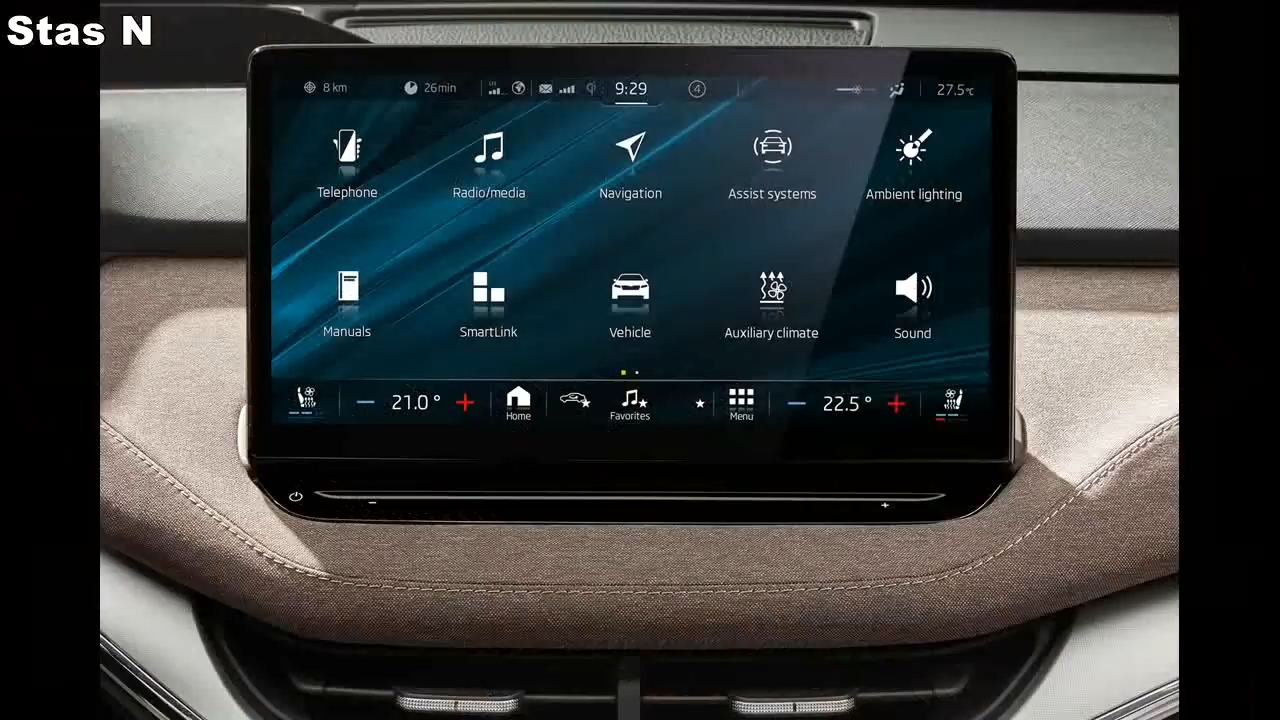 Stas N
8 km 26min 9:29 4 27.5°C
Telephone Radio/media Navigation Assist systems Ambient lighting
Manuals SmartLink Vehicle Auxiliary climate Sound
21.0° 22.5°
Home Favorites Menu